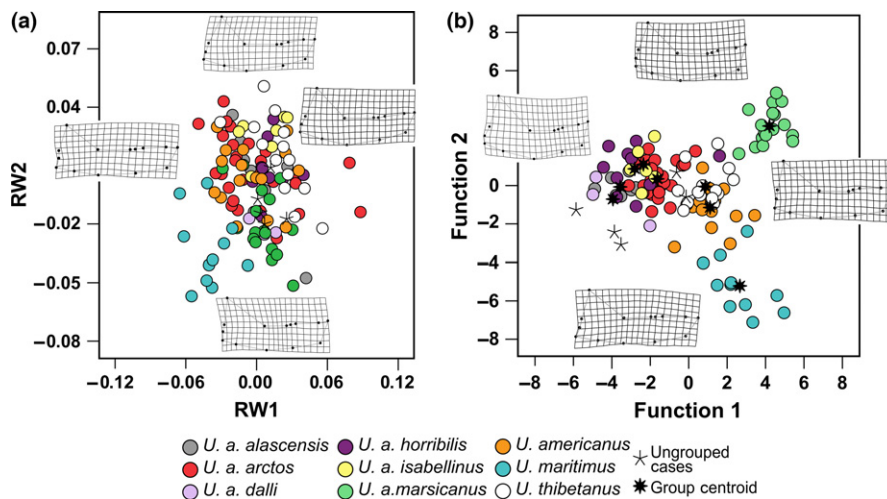 (a)
0.07
0.04
0.01
−0.02
−0.05
−0.08
RW2
−0.12
−0.06
0.00
0.06
0.12
RW1
(b)
8
6
4
2
0
−2
−4
−6
−8
Function 2
−8
−6
−4
−2
0
2
4
6
8
Function 1
U. a. alascensis
U. a. arctos
U. a. dalli
U. a. horribilis
U. a. isabellinus
U. a.marsicanus
U. americanus
U. maritimus
U. thibetanus
Ungrouped
cases
Group centroid